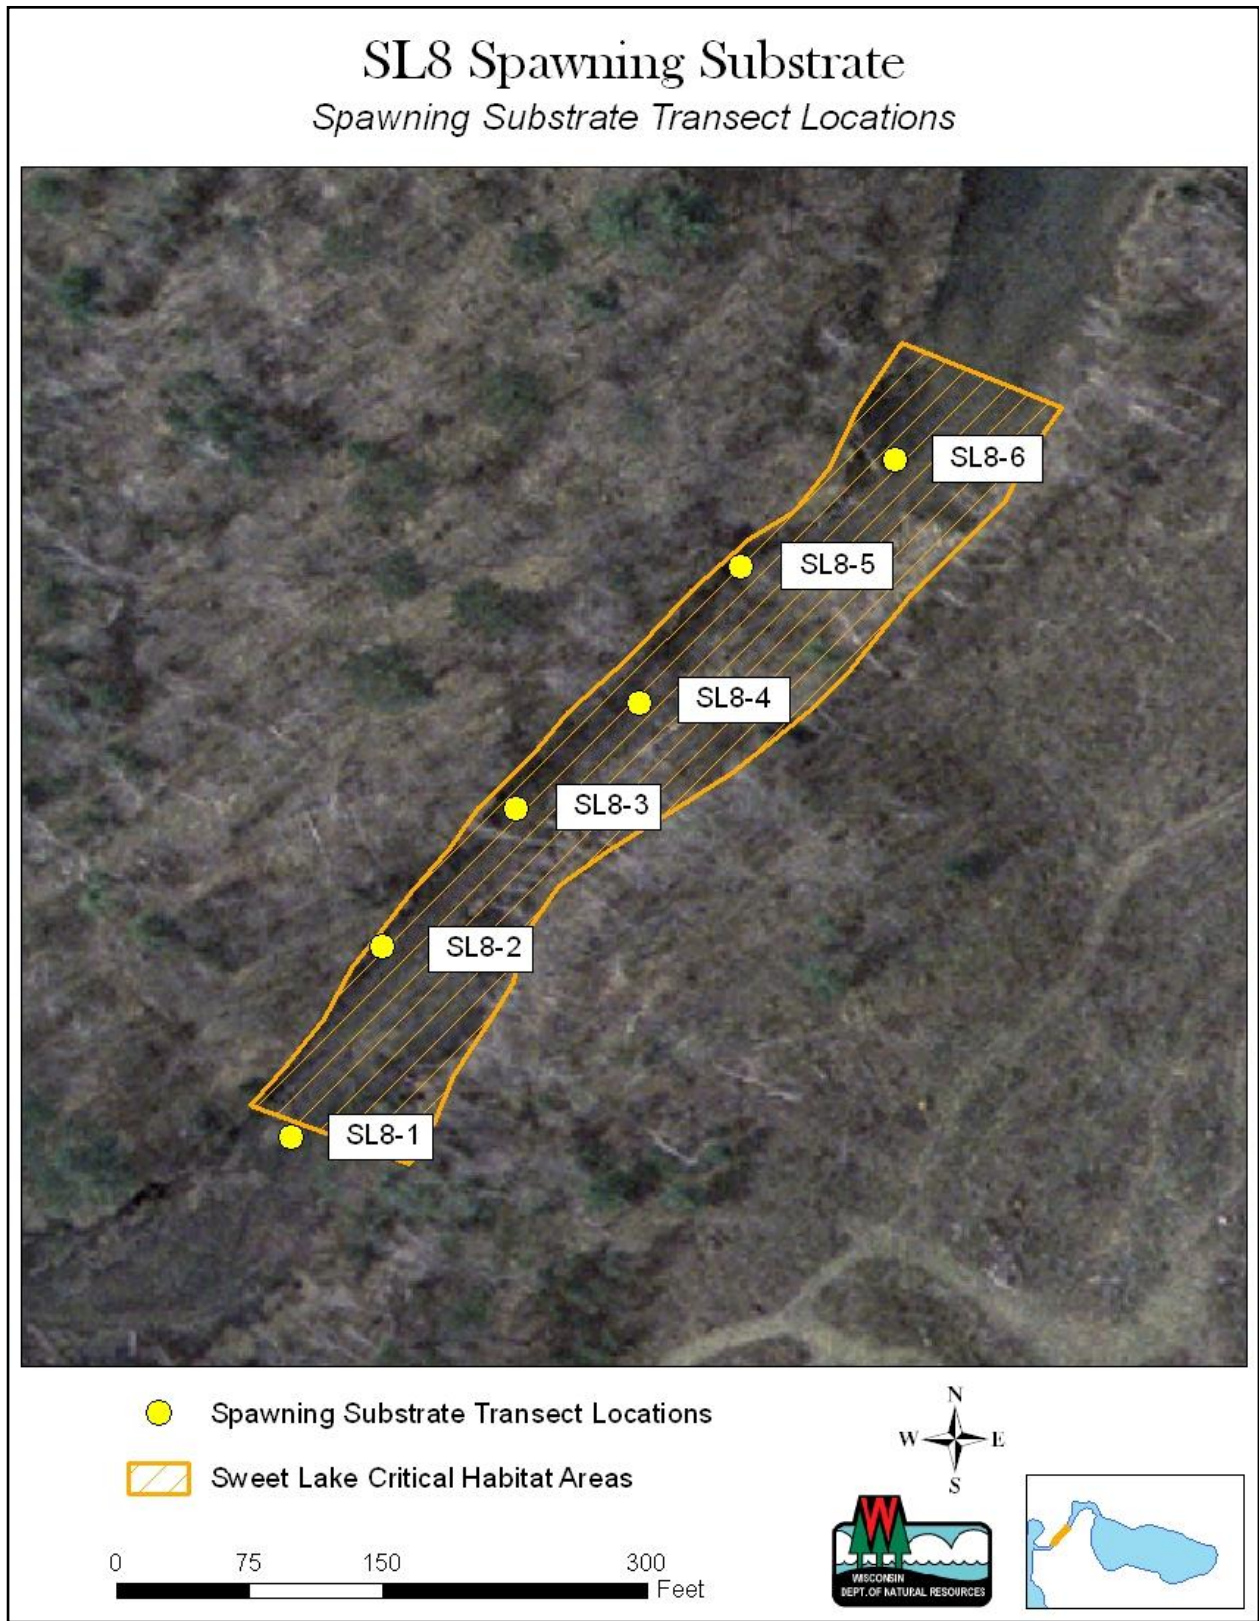 SL8 Spawning Substrate
Spawning Substrate Transect Locations
SL8-6
SL8-5
SL8-4
SL8-3
SL8-2
SL8-1
Spawning Substrate Transect Locations
Sweet Lake Critical Habitat Areas
N
W E
S
0 75 150 300
Feet
W
WISCONSIN
DEPT. OF NATURAL RESOURCES